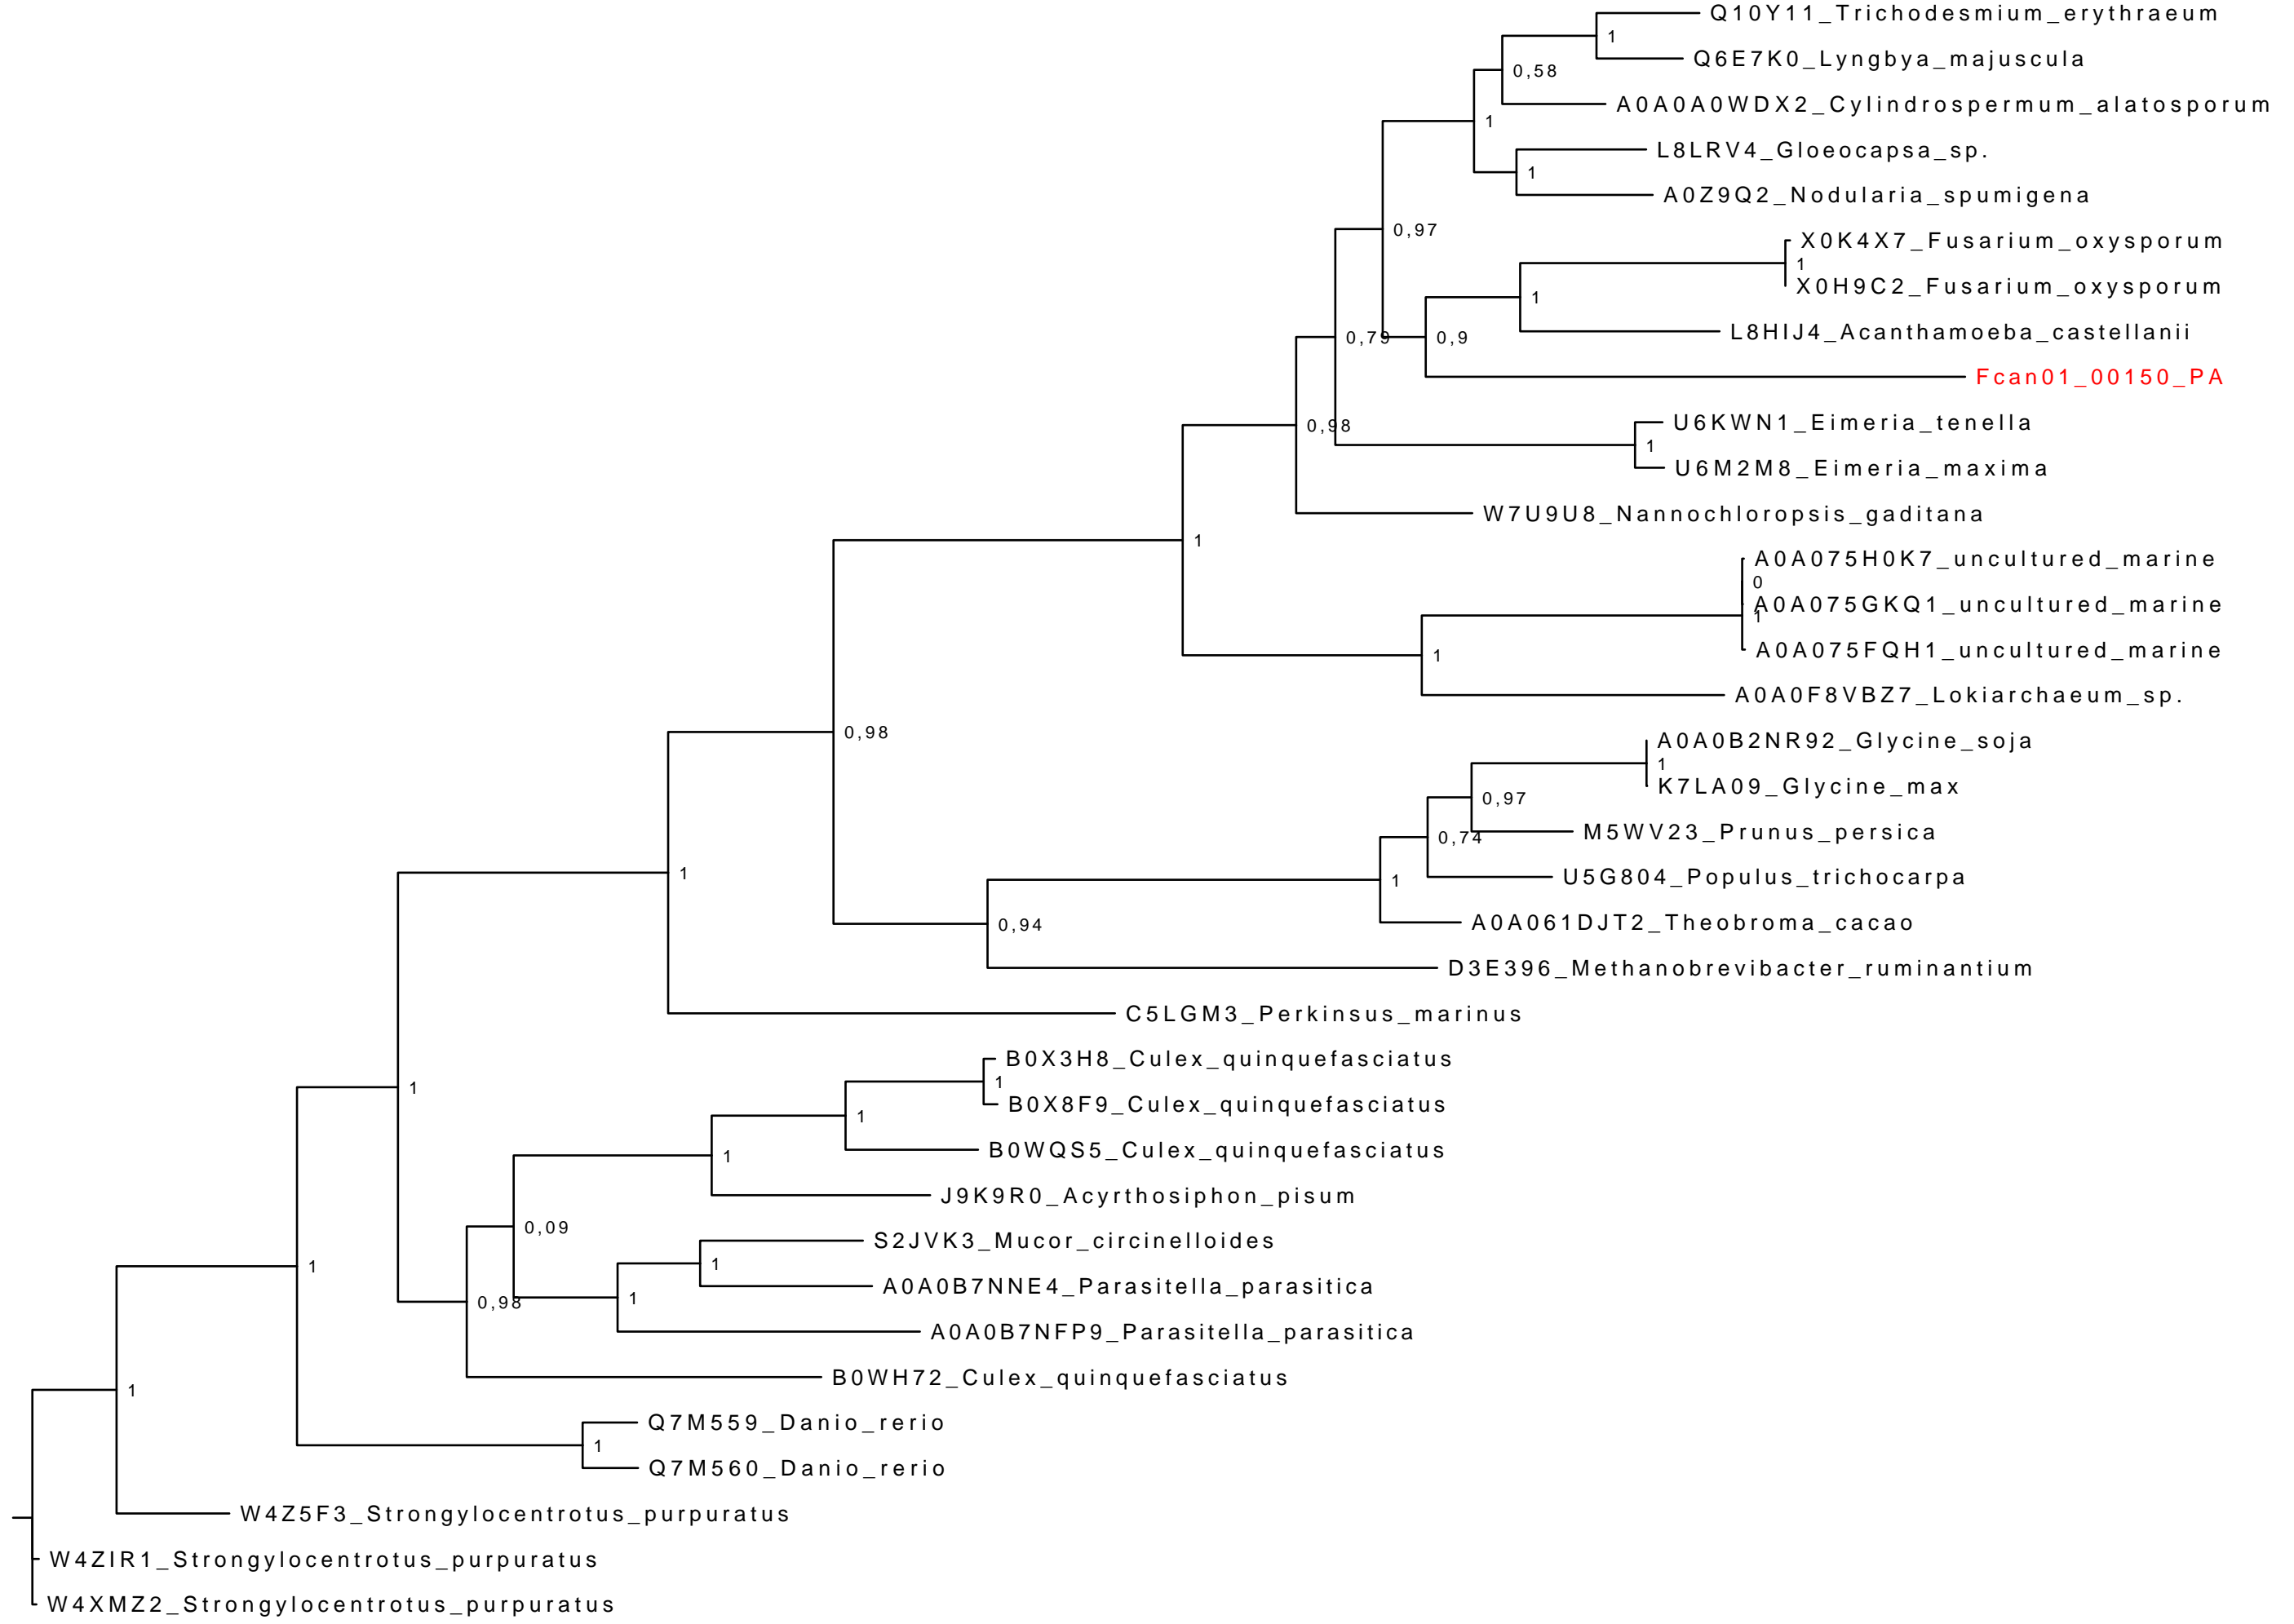 Q10Y11_Trichodesmium_erythraeum
1
Q6E7K0_Lyngbya_majuscula
0,58
A0A0A0WDX2_Cylindrospermum_alatosporum
1
L8LRV4_Gloeocapsa_sp.
1
A0Z9Q2_Nodularia_spumigena
0,97
X0K4X7_Fusarium_oxysporum
1
X0H9C2_Fusarium_oxysporum
1
L8HIJ4_Acanthamoeba_castellanii
0,79
0,9
Fcan01_00150_PA
U6KWN1_Eimeria_tenella
0,98
1
U6M2M8_Eimeria_maxima
W7U9U8_Nannochloropsis_gaditana
1
A0A075H0K7_uncultured_marine
0
A0A075GKQ1_uncultured_marine
1
A0A075FQH1_uncultured_marine
1
A0A0F8VBZ7_Lokiarchaeum_sp.
0,98
A0A0B2NR92_Glycine_soja
1
K7LA09_Glycine_max
0,97
M5WV23_Prunus_persica
0,74
U5G804_Populus_trichocarpa
1
1
A0A061DJT2_Theobroma_cacao
0,94
D3E396_Methanobrevibacter_ruminantium
C5LGM3_Perkinsus_marinus
B0X3H8_Culex_quinquefasciatus
1
1
B0X8F9_Culex_quinquefasciatus
1
B0WQS5_Culex_quinquefasciatus
1
J9K9R0_Acyrthosiphon_pisum
0,09
S2JVK3_Mucor_circinelloides
1
1
A0A0B7NNE4_Parasitella_parasitica
0,98
1
A0A0B7NFP9_Parasitella_parasitica
B0WH72_Culex_quinquefasciatus
1
Q7M559_Danio_rerio
1
Q7M560_Danio_rerio
W4Z5F3_Strongylocentrotus_purpuratus
W4ZIR1_Strongylocentrotus_purpuratus
W4XMZ2_Strongylocentrotus_purpuratus